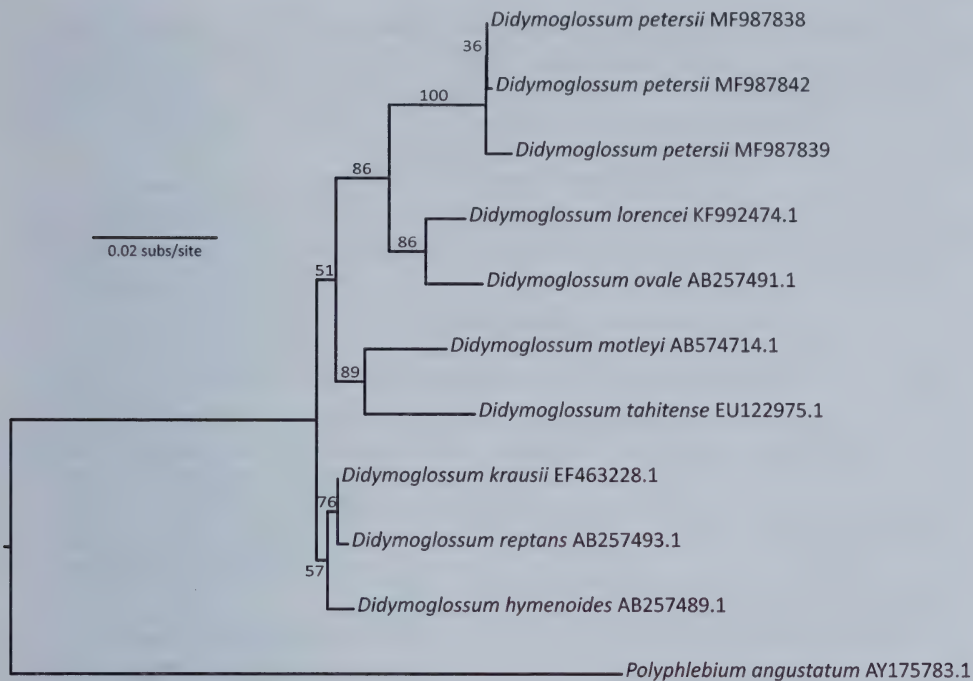 Didymoglossum petersii MF987838
36
Didymoglossum petersii MF987842
100
Didymoglossum petersii MF987839
86
Didymoglossum lorencei KF992474.1
86
0.02 subs/site
51
Didymoglossum ovale AB257491.1
Didymoglossum motleyi AB574714.1
89
Didymoglossum tahitense EU122975.1
Didymoglossum krausii EF463228.1
76
Didymoglossum reptans AB257493.1
57
Didymoglossum hymenoides AB257489.1
Polyphlebium angustatum AY175783.1